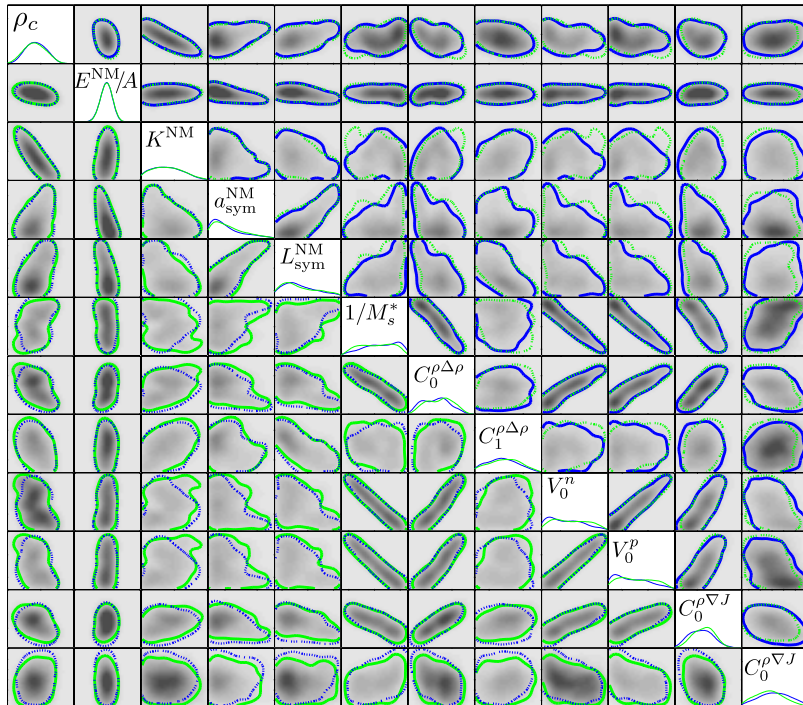 ρ_c
E^NM/A
K^NM
a_sym^NM
L_sym^NM
1/M_s^*
C_0^{ρΔρ}
C_1^{ρΔρ}
V_0^n
V_0^p
C_0^{ρ∇J}
C_0^{ρ∇J}